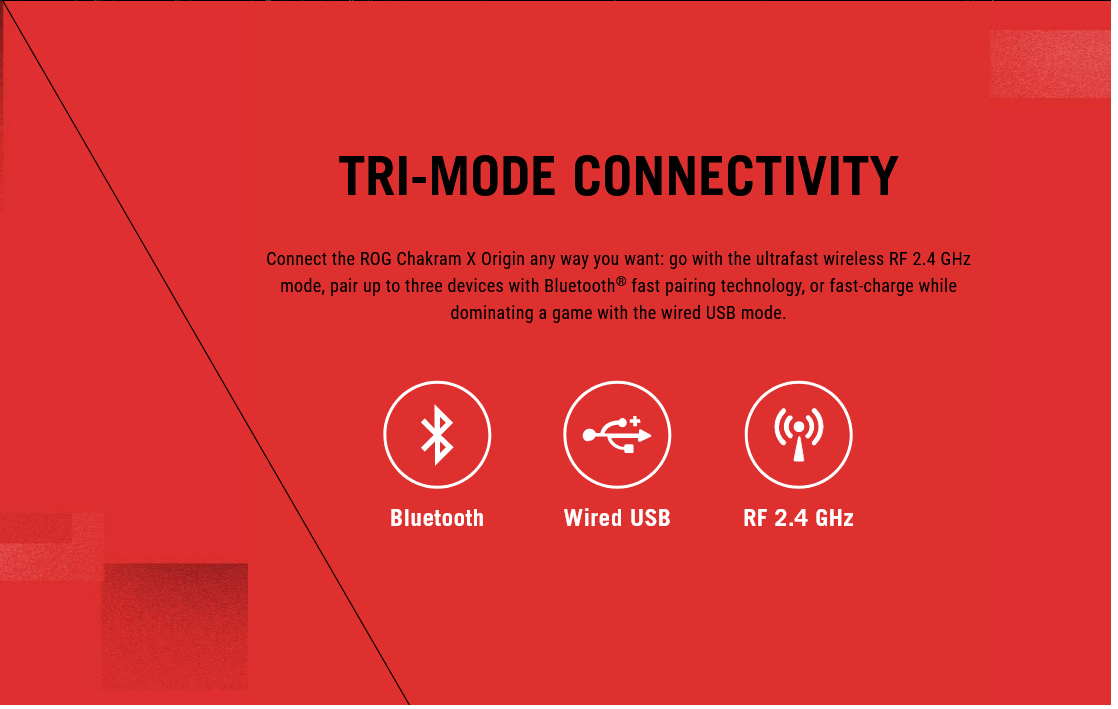 TRI-MODE CONNECTIVITY
Connect the ROG Chakram X Origin any way you want: go with the ultrafast wireless RF 2.4 GHz
mode, pair up to three devices with Bluetooth® fast pairing technology, or fast-charge while
dominating a game with the wired USB mode.
Bluetooth
Wired USB
RF 2.4 GHz